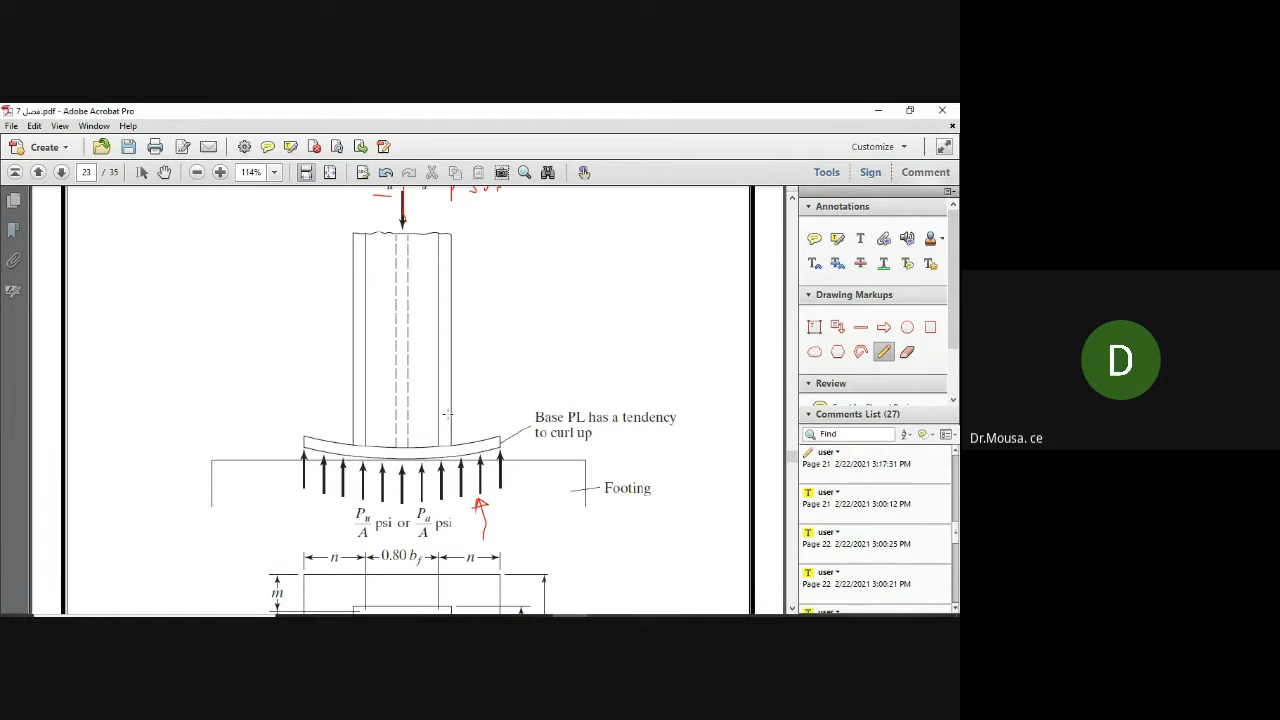 فصل 7.pdf - Adobe Acrobat Pro
File Edit View Window Help
Create Customize
23 / 35 114% Tools Sign Comment
Annotations
Drawing Markups
Review
Comments List (27)
Find
user
Page 21 2/22/2021 3:17:31 PM
user
Page 21 2/22/2021 3:00:12 PM
user
Page 22 2/22/2021 3:00:25 PM
user
Page 22 2/22/2021 3:00:21 PM
user
Base PL has a tendency
to curl up
Footing
P_u/A psi or P_a/A psi
n 0.80 b_f n
m
D
Dr.Mousa. ce